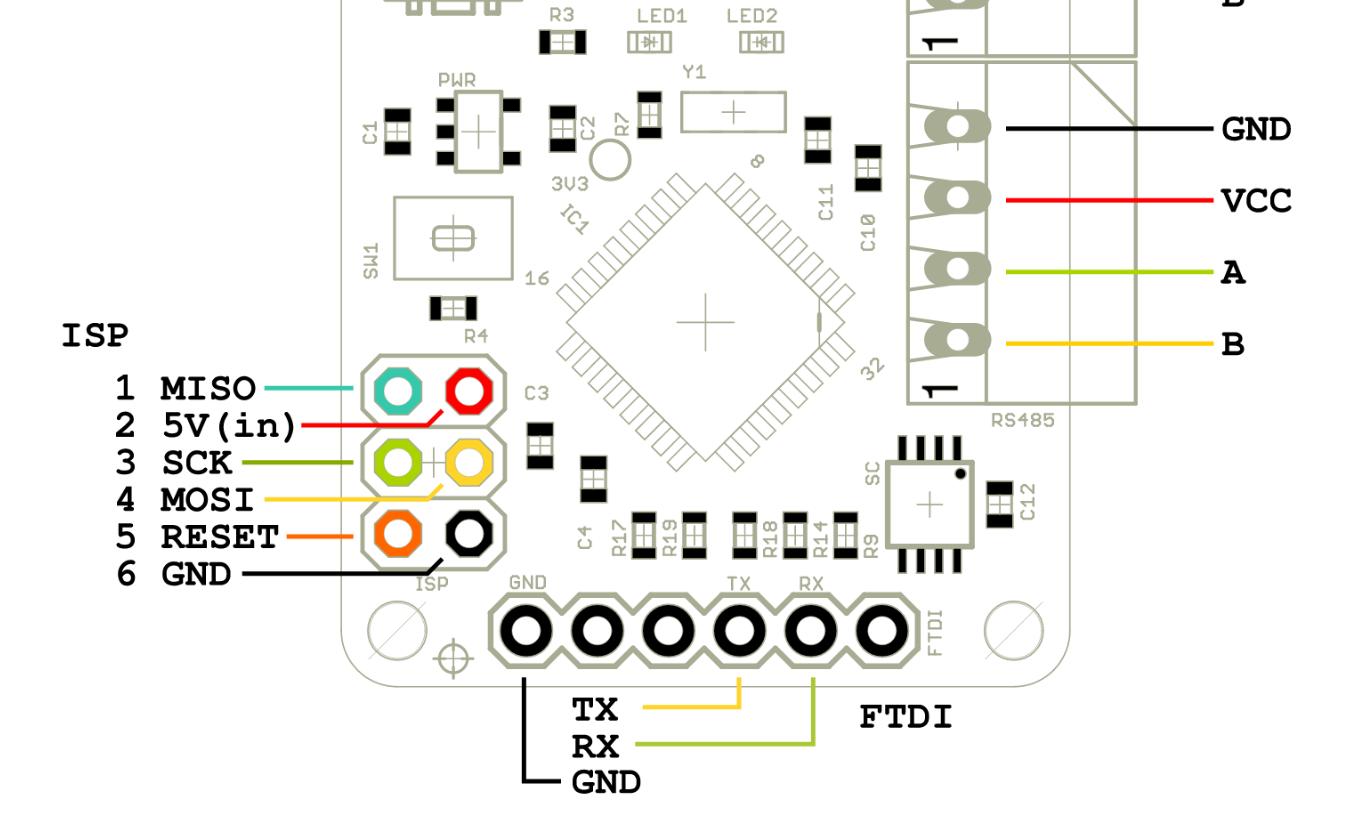 B
R3
LED1
LED2
1
PWR
Y1
C1
C2
R7
GND
3V3
8
IC1
C11
C10
VCC
SW1
16
A
R4
32
B
1
RS485
ISP
1 MISO
2 5V(in)
3 SCK
4 MOSI
5 RESET
6 GND
C3
SC
C12
C4
R17
R19
R18
R14
R9
ISP
GND
TX
RX
FTDI
TX
RX
GND
FTDI